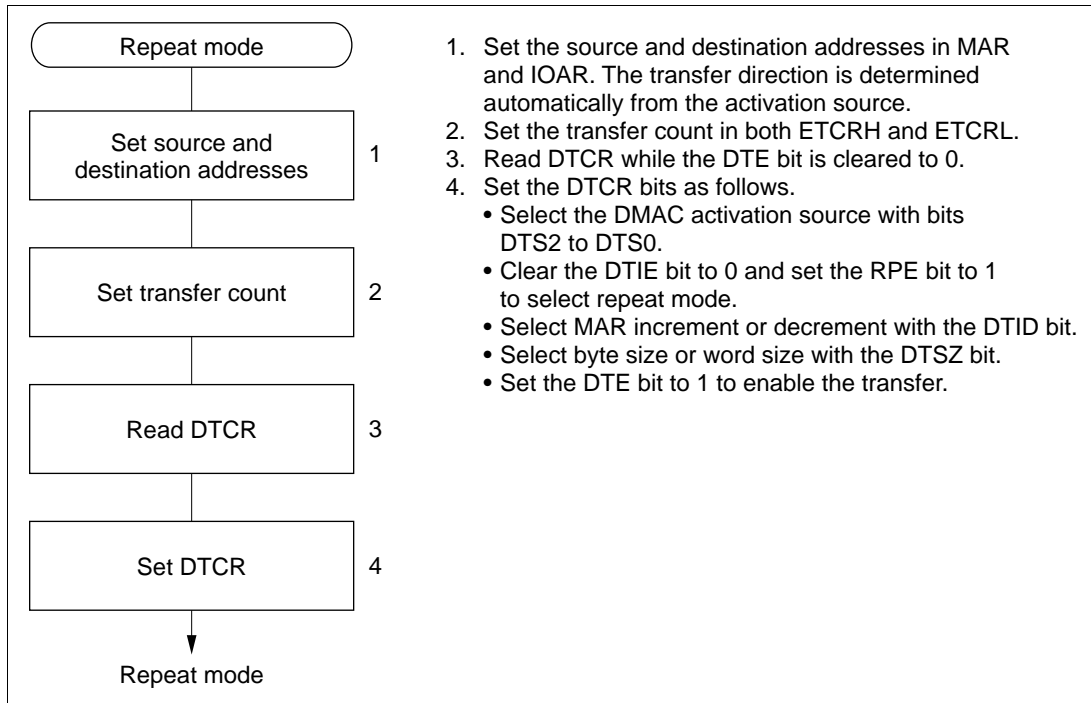 Repeat mode
Set source and
destination addresses
1
Set transfer count
2
Read DTCR
3
Set DTCR
4
Repeat mode
1. Set the source and destination addresses in MAR
and IOAR. The transfer direction is determined
automatically from the activation source.
2. Set the transfer count in both ETCRH and ETCRL.
3. Read DTCR while the DTE bit is cleared to 0.
4. Set the DTCR bits as follows.
• Select the DMAC activation source with bits
DTS2 to DTS0.
• Clear the DTIE bit to 0 and set the RPE bit to 1
to select repeat mode.
• Select MAR increment or decrement with the DTID bit.
• Select byte size or word size with the DTSZ bit.
• Set the DTE bit to 1 to enable the transfer.